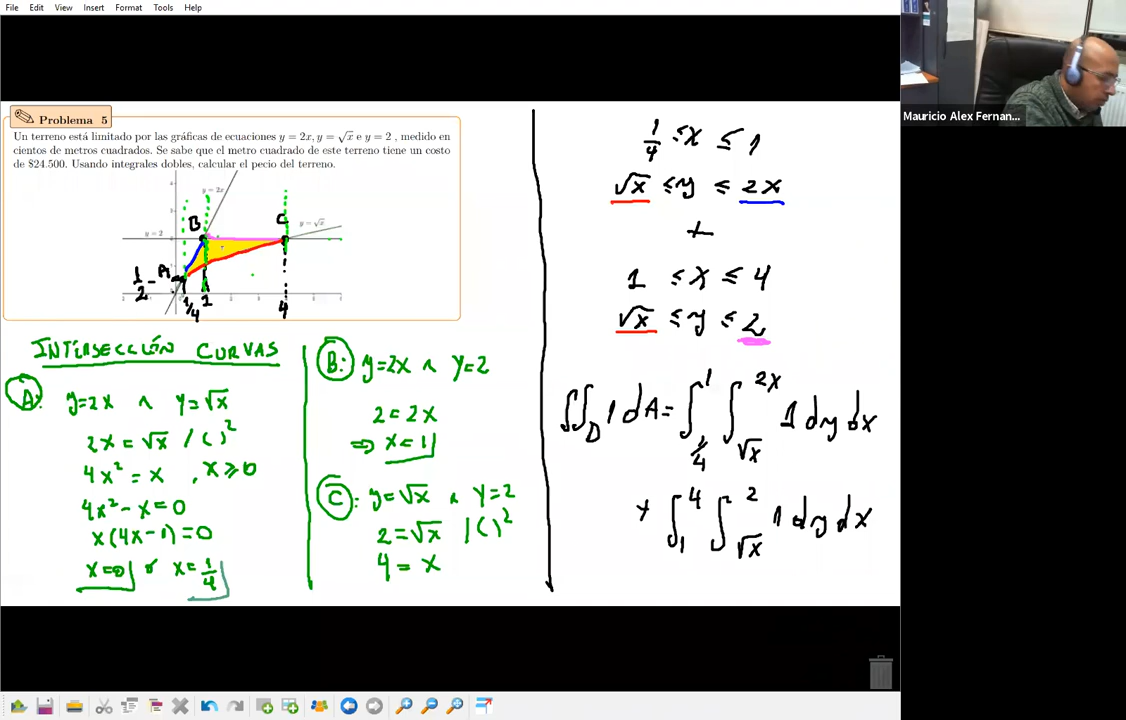 File Edit View Insert Format Tools Help
Problema 5
Un terreno está limitado por las gráficas de ecuaciones y = 2x, y = √x e y = 2 , medido en
cientos de metros cuadrados. Se sabe que el metro cuadrado de este terreno tiene un costo
de $24.500. Usando integrales dobles, calcular el pecio del terreno.
y = 2x
B
C
y = √x
y = 2
1/2
A
1/4
1
4
INTERSECCIÓN CURVAS
A:
y=2x ∧ y=√x
2x = √x / ( )²
4x² = x , x ≥ 0
4x² - x = 0
x(4x-1) = 0
x=0 ∨ x = 1/4
B: y=2x ∧ y=2
2 = 2x
⇒ x = 1
C: y=√x ∧ y=2
2 = √x / ( )²
4 = x
1/4 ≤ x ≤ 1
√x ≤ y ≤ 2x
+
1 ≤ x ≤ 4
√x ≤ y ≤ 2
∬_D 1 dA = ∫_{1/4}^{1} ∫_{√x}^{2x} 1 dy dx
+ ∫_1^4 ∫_{√x}^2 1 dy dx
Mauricio Alex Fernan...